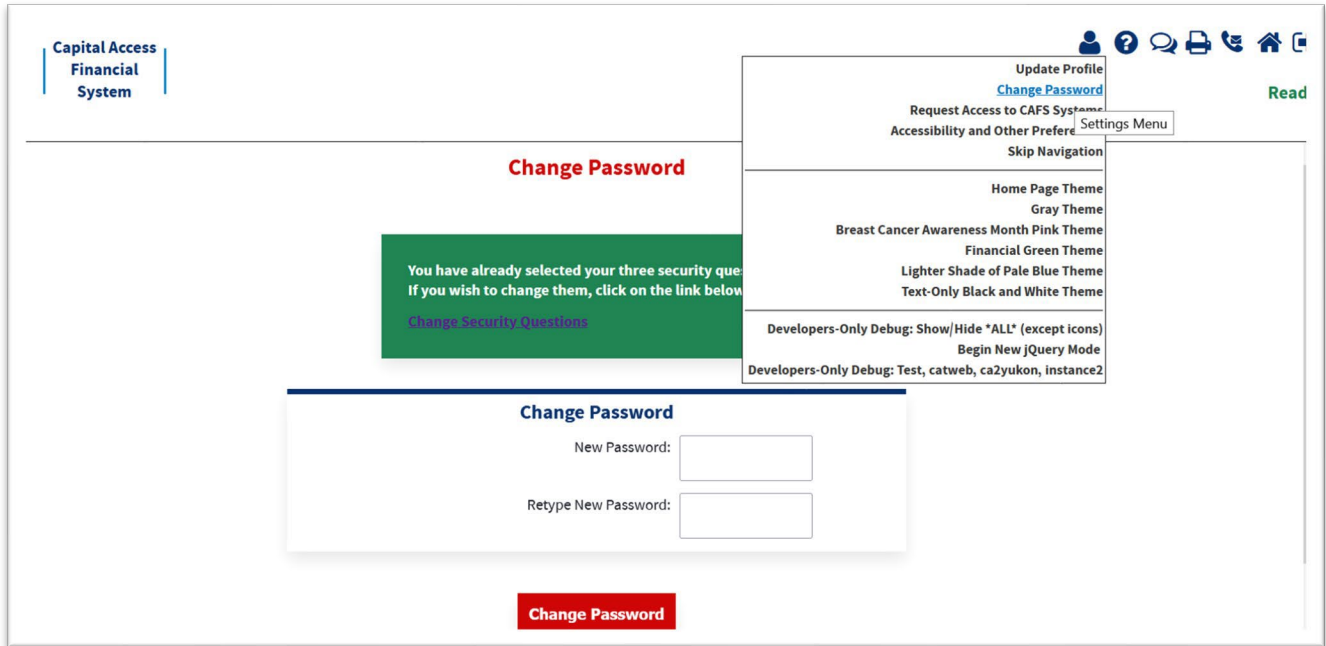 Capital Access
Financial
System
Read
Update Profile
Change Password
Request Access to CAFS Systems
Accessibility and Other Prefere
Settings Menu
Skip Navigation
Home Page Theme
Gray Theme
Breast Cancer Awareness Month Pink Theme
Financial Green Theme
Lighter Shade of Pale Blue Theme
Text-Only Black and White Theme
Developers-Only Debug: Show/Hide *ALL* (except icons)
Begin New jQuery Mode
Developers-Only Debug: Test, catweb, ca2yukon, instance2
Change Password
You have already selected your three security que
If you wish to change them, click on the link below
Change Security Questions
Change Password
New Password:
Retype New Password:
Change Password